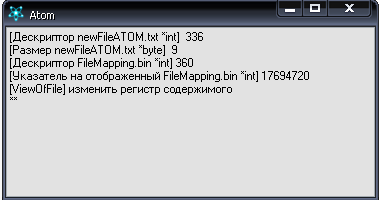 Atom
[Дескриптор newFileATOM.txt *int] 336
[Размер newFileATOM.txt *byte] 9
[Дескриптор FileMapping.bin *int] 360
[Указатель на отображенный FileMapping.bin *int] 17694720
[ViewOfFile] изменить регистр содержимого
**